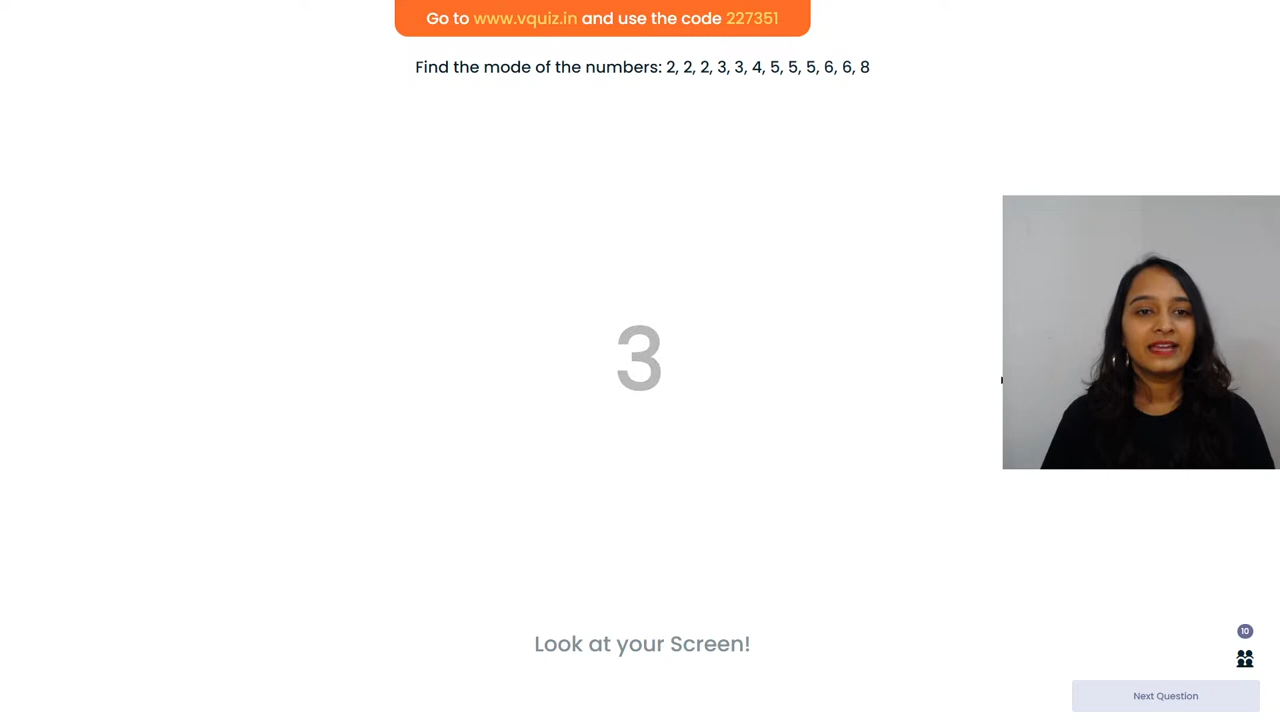 Go to www.vquiz.in and use the code 227351
Find the mode of the numbers: 2, 2, 2, 3, 3, 4, 5, 5, 5, 6, 6, 8
3
Look at your Screen!
10
Next Question